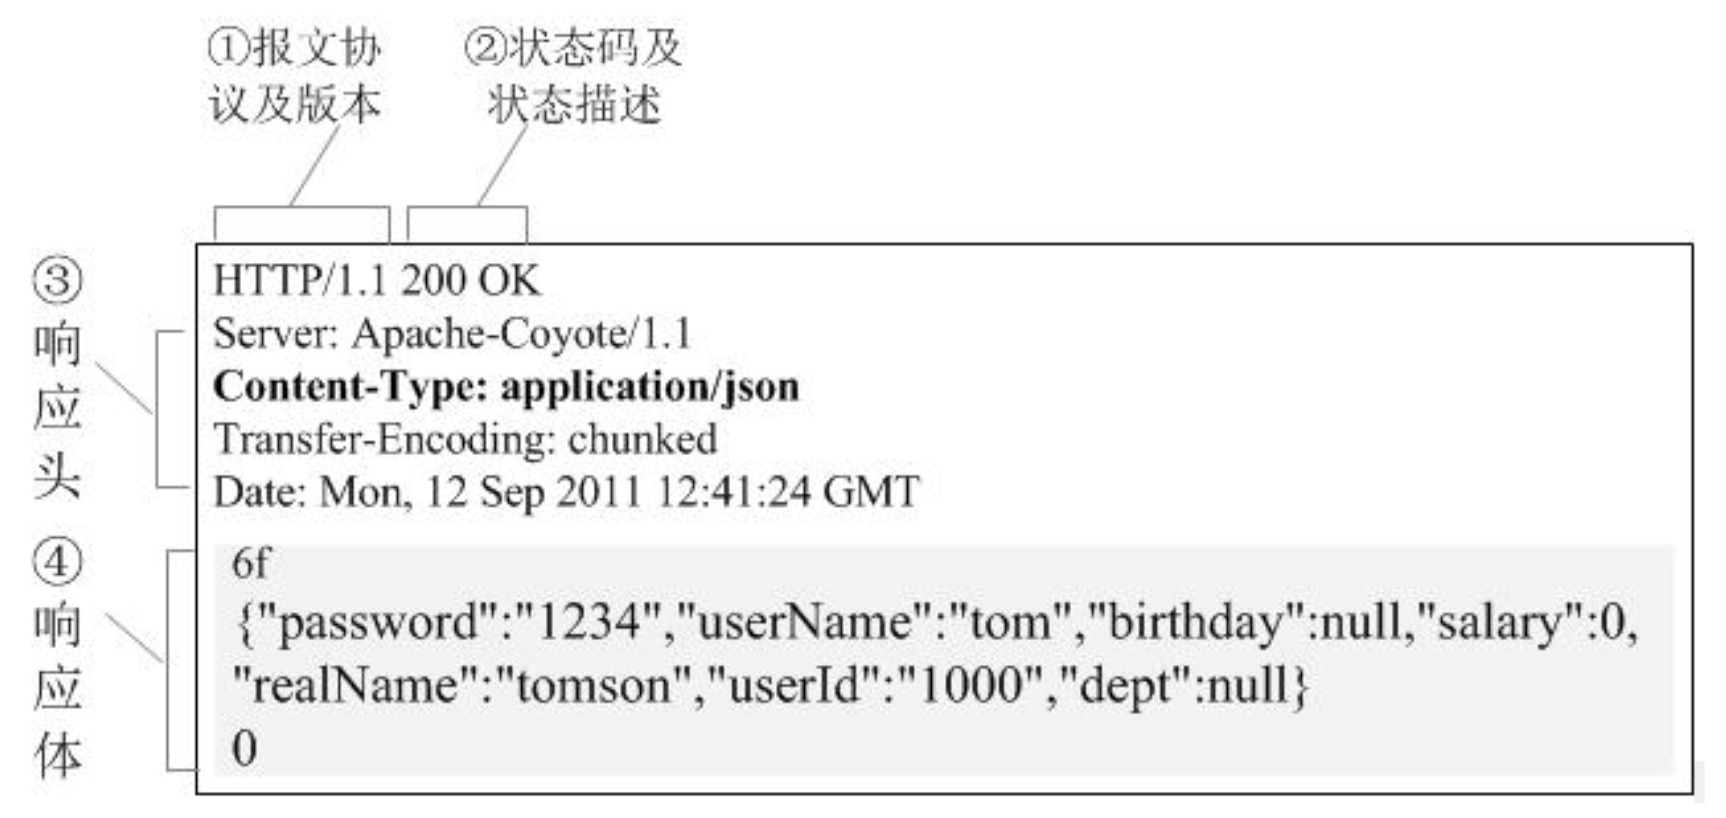 ①报文协
议及版本
②状态码及
状态描述
③
响
应
头
HTTP/1.1 200 OK
Server: Apache-Coyote/1.1
Content-Type: application/json
Transfer-Encoding: chunked
Date: Mon, 12 Sep 2011 12:41:24 GMT
④
响
应
体
6f
{"password":"1234","userName":"tom","birthday":null,"salary":0,
"realName":"tomson","userId":"1000","dept":null}
0